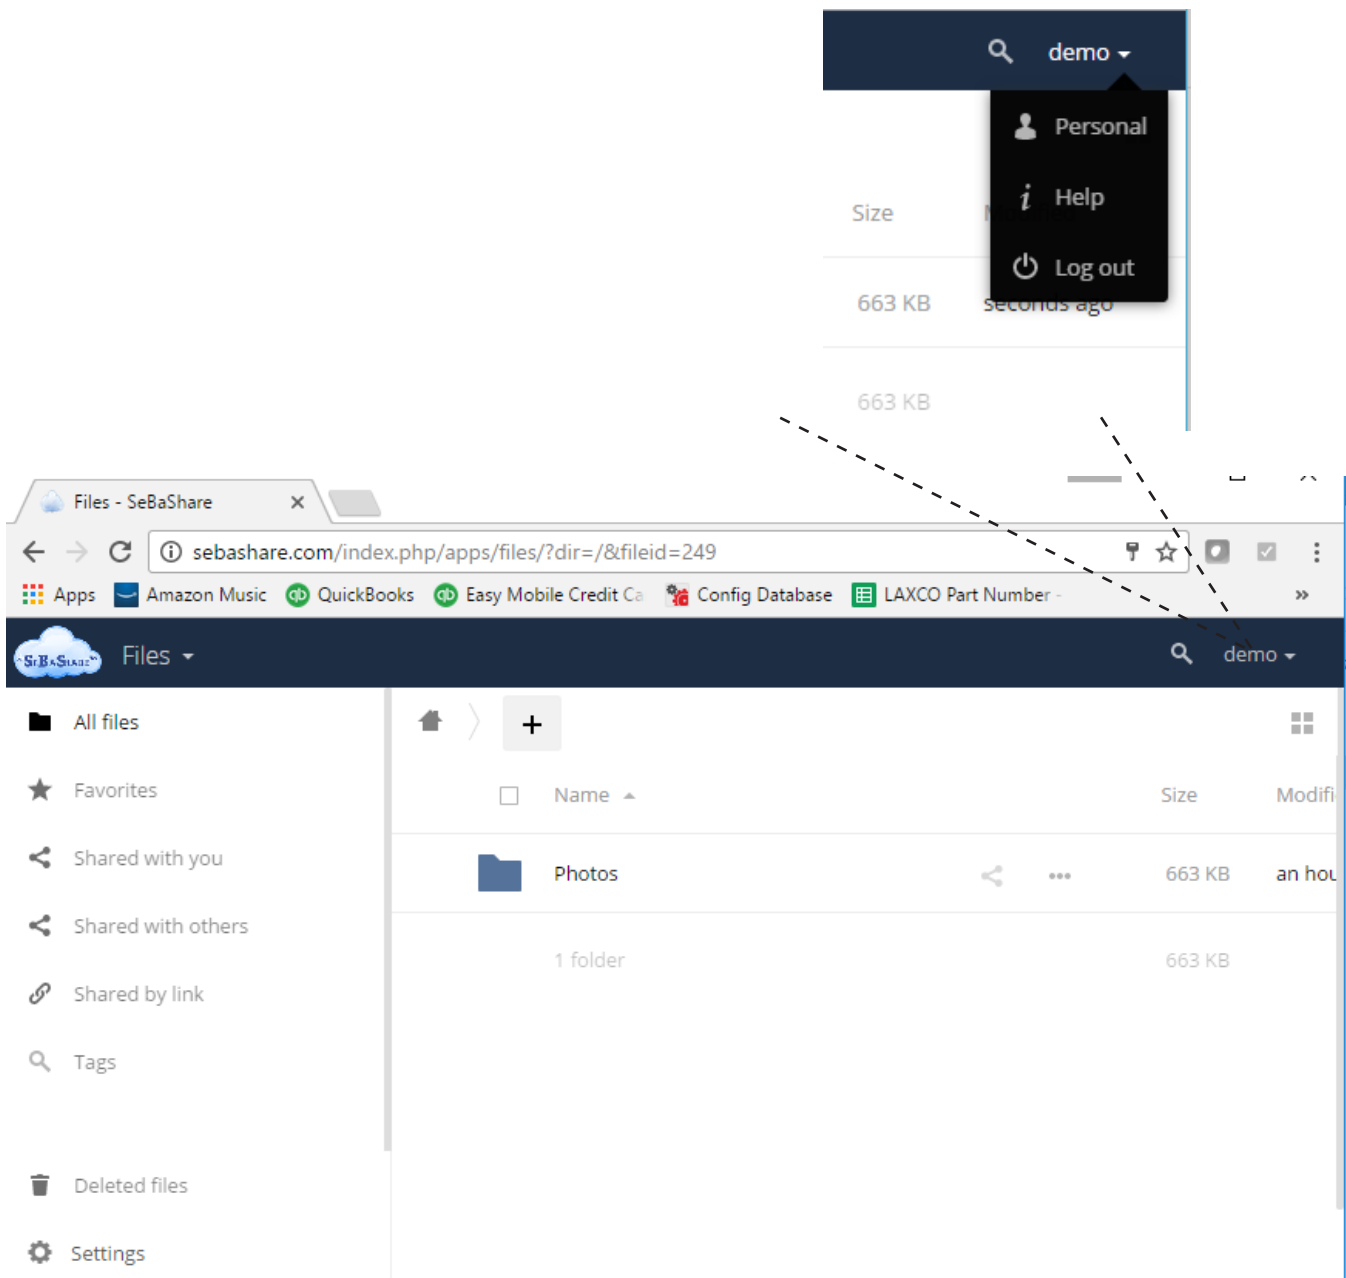 demo
Personal
Help
Size
Log out
663 KB seconds ago
663 KB
Files - SeBaShare
sebashare.com/index.php/apps/files/?dir=/&fileid=249
Apps Amazon Music QuickBooks Easy Mobile Credit Ca Config Database LAXCO Part Number -
SeBaShare Files demo
All files
Favorites Name Size Modifi
Shared with you Photos 663 KB an hou
Shared with others
1 folder 663 KB
Shared by link
Tags
Deleted files
Settings